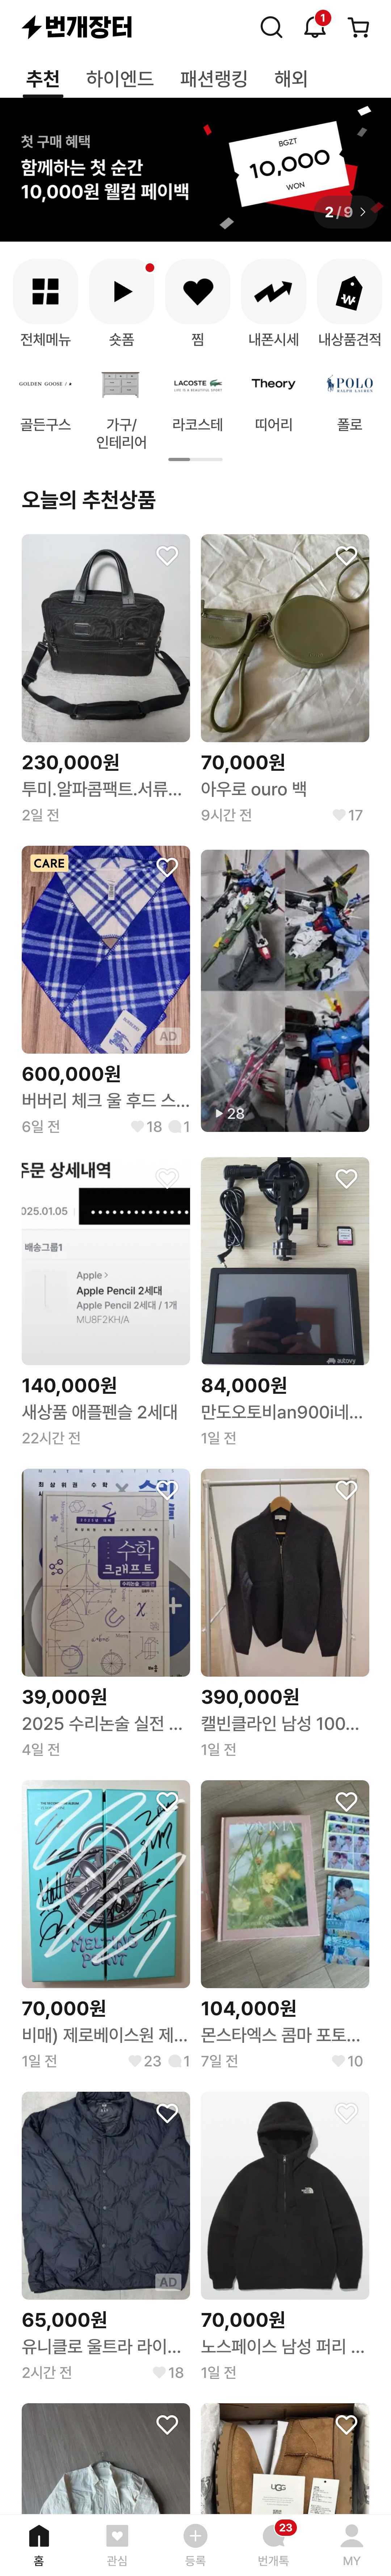 번개장터
1
추천 하이엔드 패션랭킹 해외
첫 구매 혜택
함께하는 첫 순간
10,000원 웰컴 페이백
BGZT
10,000
WON
2 / 9
전체메뉴 숏폼 찜 내폰시세 내상품견적
GOLDEN GOOSE / LACOSTE Theory POLO
RALPH LAUREN
골든구스 가구/ 라코스테 띠어리 폴로
인테리어
오늘의 추천상품
230,000원
투미.알파콤팩트.서류...
2일 전
70,000원
아우로 ouro 백
9시간 전 17
CARE
AD
600,000원
버버리 체크 울 후드 스...
6일 전 18 1
28
주문 상세내역
025.01.05
배송그룹1
Apple
Apple Pencil 2세대
Apple Pencil 2세대 / 1개
MU8F2KH/A
140,000원
새상품 애플펜슬 2세대
22시간 전
autovy
84,000원
만도오토비an900i네...
1일 전
MATHEMATICS
최상위권 수학
수학
크래프트
39,000원
2025 수리논술 실전 ...
4일 전
390,000원
캘빈클라인 남성 100...
1일 전
MELTING
POINT
70,000원
비매) 제로베이스원 제...
1일 전 23 1
104,000원
몬스타엑스 콤마 포토...
7일 전 10
AD
65,000원
유니클로 울트라 라이...
2시간 전 18
70,000원
노스페이스 남성 퍼리 ...
1일 전
UGG
홈 관심 등록 번개톡 MY
23